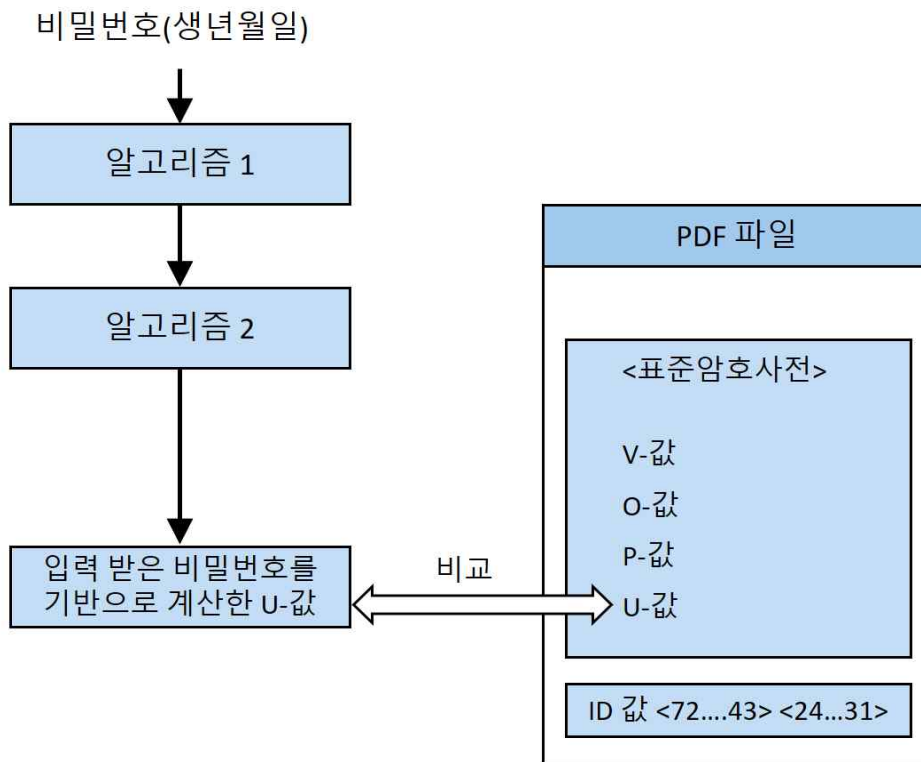 비밀번호(생년월일)
알고리즘 1
알고리즘 2
입력 받은 비밀번호를
기반으로 계산한 U-값
비교
PDF 파일
<표준암호사전>
V-값
O-값
P-값
U-값
ID 값 <72....43> <24...31>